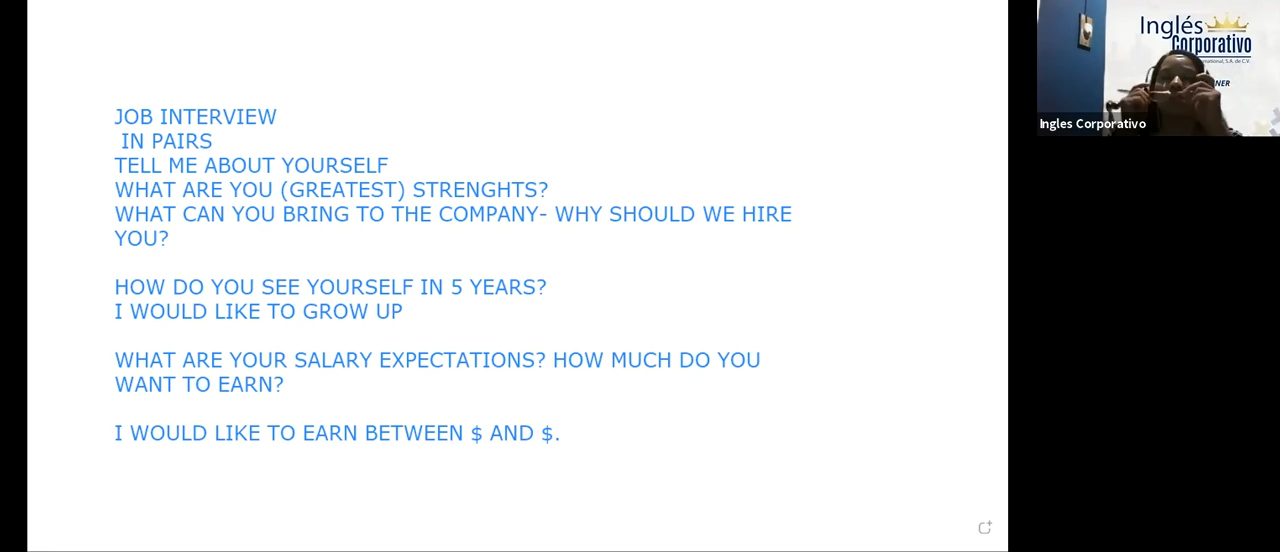 JOB INTERVIEW
IN PAIRS
TELL ME ABOUT YOURSELF
WHAT ARE YOU (GREATEST) STRENGHTS?
WHAT CAN YOU BRING TO THE COMPANY- WHY SHOULD WE HIRE
YOU?
HOW DO YOU SEE YOURSELF IN 5 YEARS?
I WOULD LIKE TO GROW UP
WHAT ARE YOUR SALARY EXPECTATIONS? HOW MUCH DO YOU
WANT TO EARN?
I WOULD LIKE TO EARN BETWEEN $ AND $.
Inglés
Corporativo
S.A. de C.V.
Ingles Corporativo